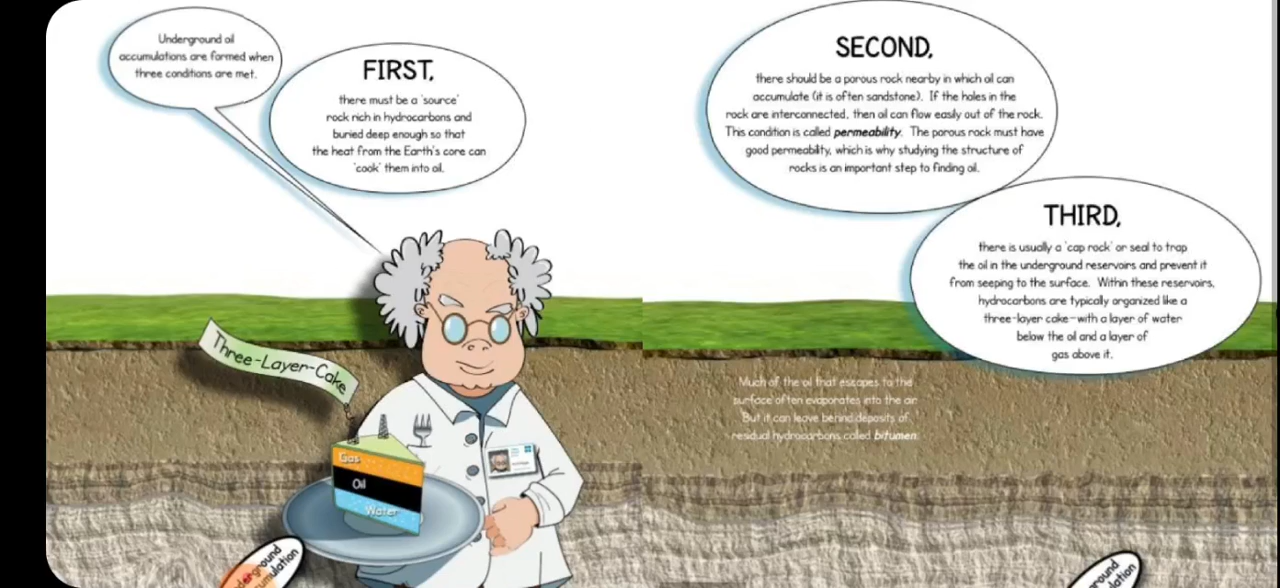 Underground oil
accumulations are formed when
three conditions are met.
FIRST,
there must be a 'source'
rock rich in hydrocarbons and
buried deep enough so that
the heat from the Earth's core can
'cook' them into oil.
SECOND,
there should be a porous rock nearby in which oil can
accumulate (it is often sandstone). If the holes in the
rock are interconnected, then oil can flow easily out of the rock.
This condition is called permeability. The porous rock must have
good permeability, which is why studying the structure of
rocks is an important step to finding oil.
THIRD,
there is usually a 'cap rock' or seal to trap
the oil in the underground reservoirs and prevent it
from seeping to the surface. Within these reservoirs,
hydrocarbons are typically organized like a
three-layer cake—with a layer of water
below the oil and a layer of
gas above it.
Three-Layer-Cake
Gas
Oil
Water
Much of the oil that escapes to the
surface often evaporates into the air
But it can leave behind deposits of
residual hydrocarbons called bitumen